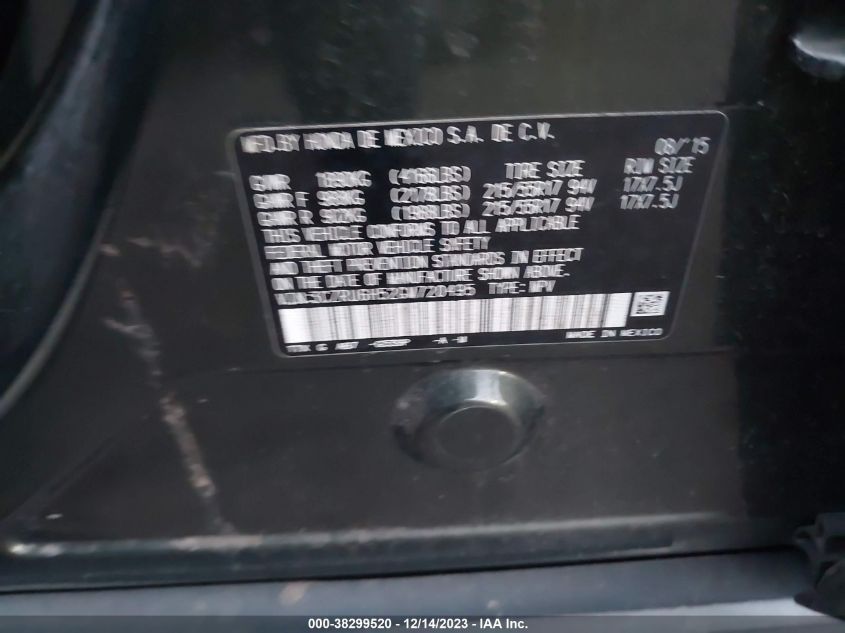 MFD.BY HONDA DE MEXICO S.A. DE C.V. 08/'15
GVWR 1890KG (4166LBS) TIRE SIZE RIM SIZE
GAWR F 988KG (2178LBS) 215/55R17 94V 17X7.5J
GAWR R 902KG (1988LBS) 215/55R17 94V 17X7.5J
THIS VEHICLE CONFORMS TO ALL APPLICABLE
FEDERAL MOTOR VEHICLE SAFETY
AND THEFT PREVENTION STANDARDS IN EFFECT
ON THE DATE OF MANUFACTURE SHOWN ABOVE.
TYPE: MPV
MADE IN MEXICO
000-38299520 - 12/14/2023 - IAA Inc.